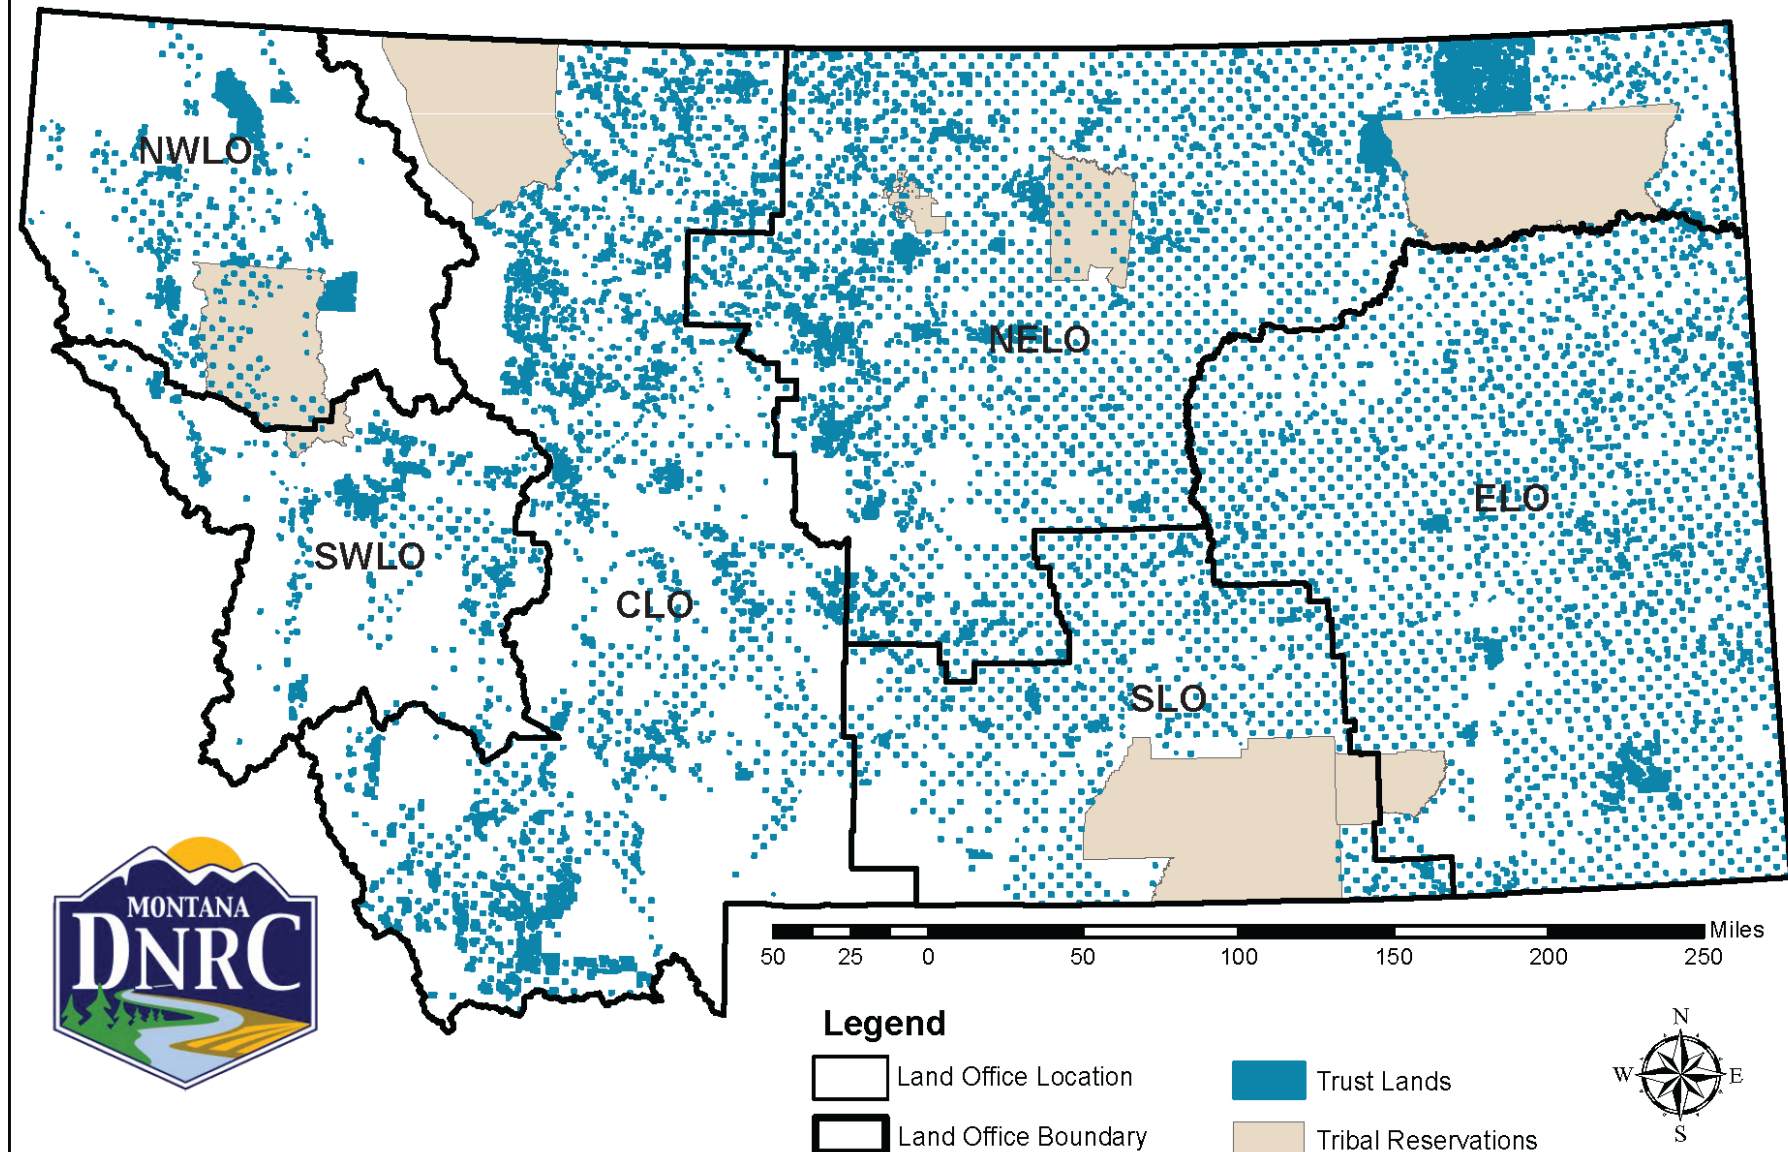 NWLO
NELO
ELO
SWLO
CLO
SLO
MONTANA
DNRC
Miles
50 25 0 50 100 150 200 250
Legend
Land Office Location
Trust Lands
Land Office Boundary
Tribal Reservations
N
W E
S